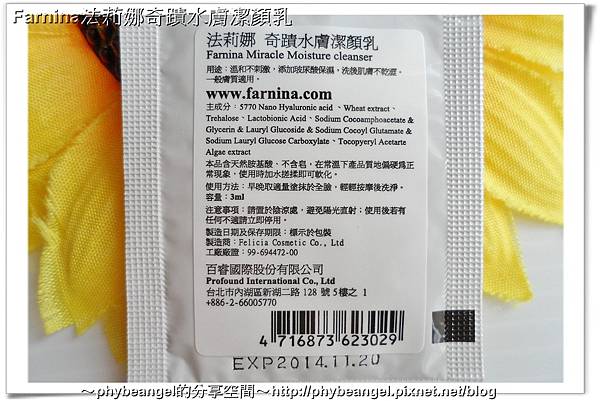 Farnina法莉娜奇蹟水膚潔顏乳
法莉娜 奇蹟水膚潔顏乳
Farnina Miracle Moisture cleanser
用途：溫和不刺激，添加玻尿酸保濕，洗後肌膚不乾澀。
一般膚質適用。
www.farnina.com
主成分：5770 Nano Hyaluronic acid 、Wheat extract、
Trehalose、Lactobionic Acid、Sodium Cocoamphoacetate &
Glycerin & Lauryl Glucoside & Sodium Cocoyl Glutamate &
Sodium Lauryl Glucose Carboxylate、Tocopyeryl Acetarte
Algae extract
本品含天然胺基酸、不含皂，在常溫下產品質地偏硬爲正
常現象，使用時加水搓揉即可軟化。
使用方法：早晚取適量塗抹於全臉，輕輕按摩後洗淨。
容量：3ml
注意事項：請置於陰涼處，避免陽光直射；使用後若有
任何不適請立即停用。
製造日期及保存期限：標示於包裝
製造商：Felicia Cosmetic Co., Ltd
工廠廠證：99-694472-00
百睿國際股份有限公司
Profound International Co., Ltd
台北市內湖區新湖二路 128 號 5樓之 1
+886-2-66005770
4 716873 623029
EXP2014.11.20
～phybeangel的分享空間～http://phybeangel.pixnet.net/blog